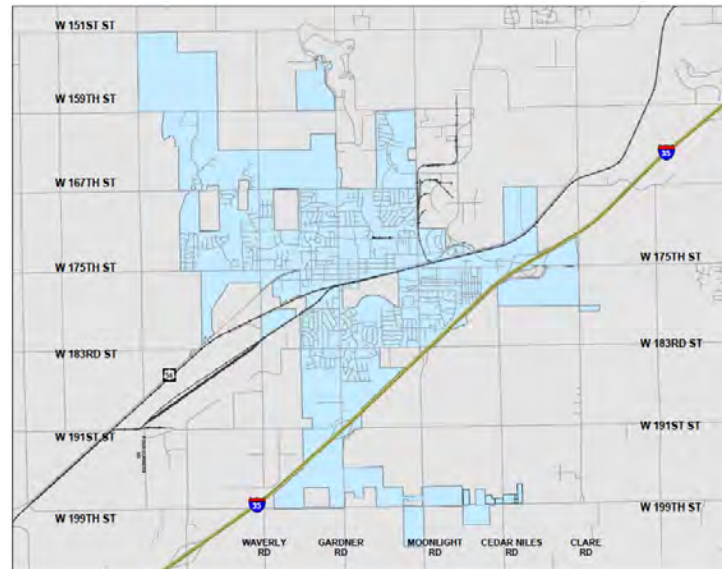 W 151ST ST
W 159TH ST
35
W 167TH ST
W 175TH ST
W 175TH ST
W 183RD ST
W 183RD ST
56
W 191ST ST
W 191ST ST
35
W 199TH ST
W 199TH ST
WAVERLY
RD
GARDNER
RD
MOONLIGHT
RD
CEDAR NILES
RD
CLARE
RD